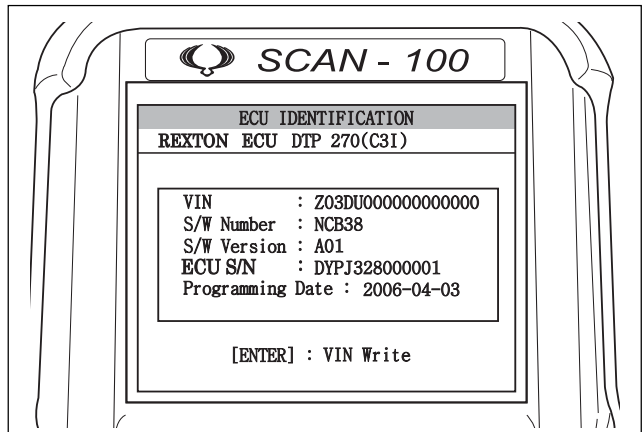 SCAN - 100
ECU IDENTIFICATION
REXTON ECU DTP 270(C3I)
VIN : Z03DU000000000000
S/W Number : NCB38
S/W Version : A01
ECU S/N : DYPJ328000001
Programming Date : 2006-04-03
[ENTER] : VIN Write